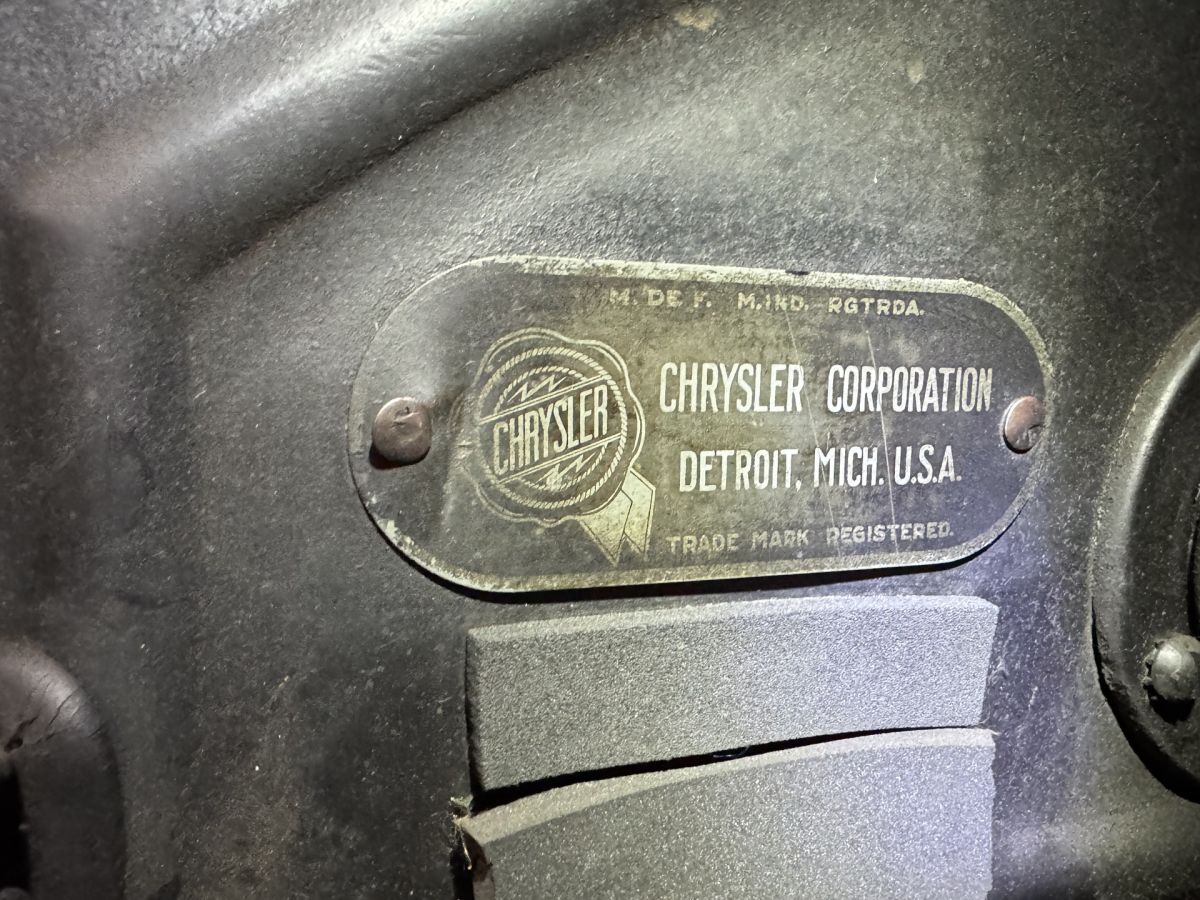 M. DE F. M.IND. RGTRDA.
CHRYSLER
CHRYSLER CORPORATION
DETROIT, MICH. U.S.A.
TRADE MARK REGISTERED.